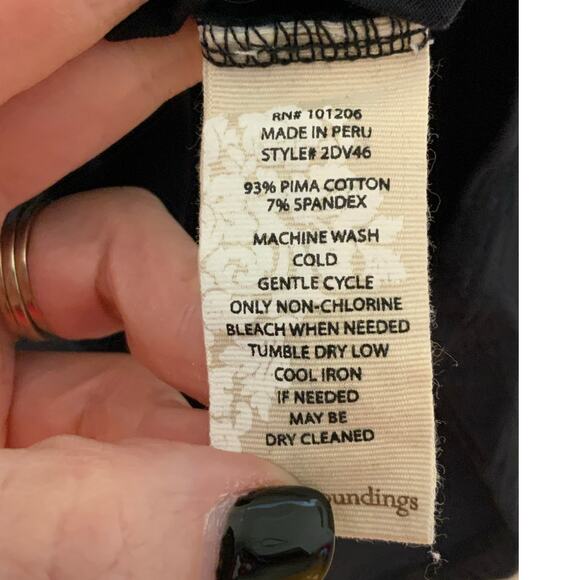 RN# 101206
MADE IN PERU
STYLE# 2DV46
93% PIMA COTTON
7% SPANDEX
MACHINE WASH
COLD
GENTLE CYCLE
ONLY NON-CHLORINE
BLEACH WHEN NEEDED
TUMBLE DRY LOW
COOL IRON
IF NEEDED
MAY BE
DRY CLEANED